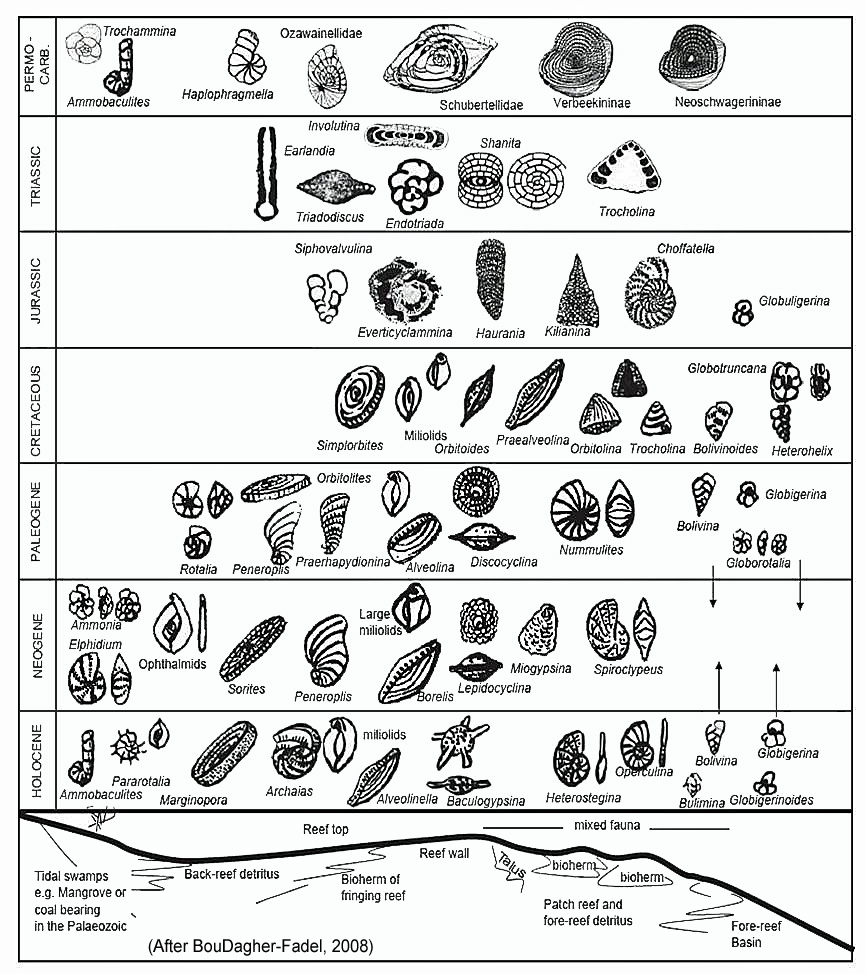 PERMO -
CARB.
Trochammina
Ammobaculites
Haplophragmella
Ozawainellidae
Schubertellidae
Verbeekininae
Neoschwagerininae
TRIASSIC
Involutina
Earlandia
Triadodiscus
Endotriada
Shanita
Trocholina
JURASSIC
Siphovalvulina
Everticyclammina
Haurania
Kilianina
Choffatella
Globuligerina
CRETACEOUS
Simplorbites
Miliolids
Orbitoides
Praealveolina
Orbitolina
Trocholina
Bolivinoides
Globotruncana
Heterohelix
PALEOGENE
Rotalia
Orbitolites
Peneroplis
Praerhapydionina
Alveolina
Discocyclina
Nummulites
Bolivina
Globigerina
Globorotalia
NEOGENE
Ammonia
Elphidium
Ophthalmids
Sorites
Peneroplis
Large
miliolids
Borelis
Lepidocyclina
Miogypsina
Spiroclypeus
HOLOCENE
Ammobaculites
Pararotalia
Marginopora
Archaias
miliolids
Alveolinella
Baculogypsina
Heterostegina
Operculina
Bolivina
Bulimina
Globigerina
Globigerinoides
Reef top
mixed fauna
Reef wall
Tidal swamps
e.g. Mangrove or
coal bearing
in the Palaeozoic
Back-reef detritus
Bioherm of
fringing reef
Talus
bioherm
bioherm
Patch reef and
fore-reef detritus
Fore-reef
Basin
(After BouDagher-Fadel, 2008)